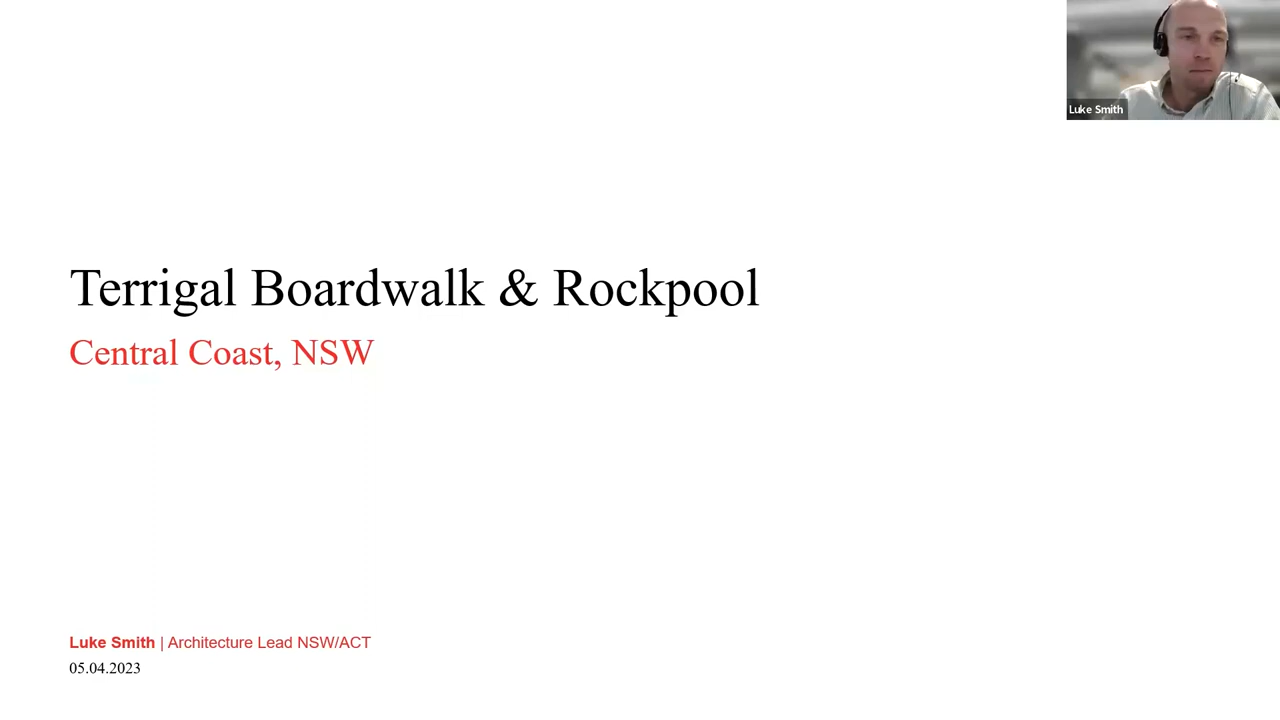 Luke Smith
Terrigal Boardwalk & Rockpool
Central Coast, NSW
Luke Smith | Architecture Lead NSW/ACT
05.04.2023